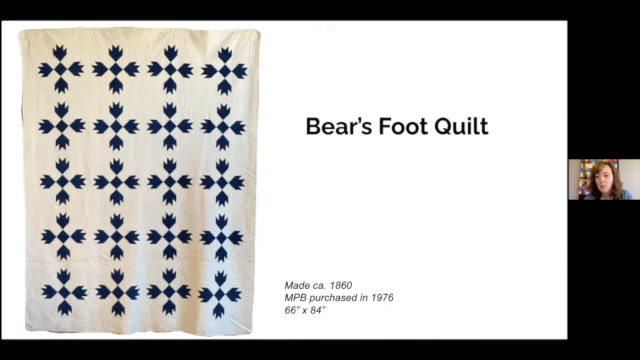 Bear's Foot Quilt
Made ca. 1860
MPB purchased in 1976
66" x 84"